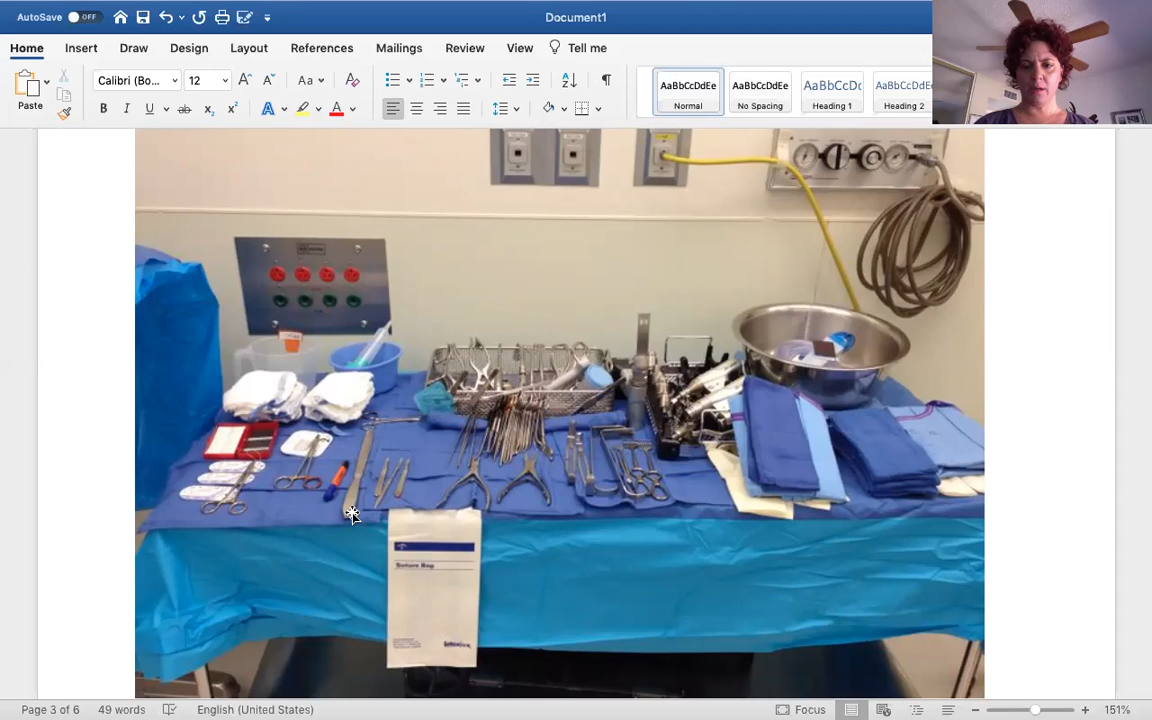 AutoSave OFF
Document1
Home Insert Draw Design Layout References Mailings Review View Tell me
Paste
Calibri (Bo... 12
Aa
AaBbCcDdEe
Normal
AaBbCcDdEe
No Spacing
AaBbCcDc
Heading 1
AaBbCcDdEe
Heading 2
Suture Bag
Page 3 of 6 49 words English (United States) Focus 151%